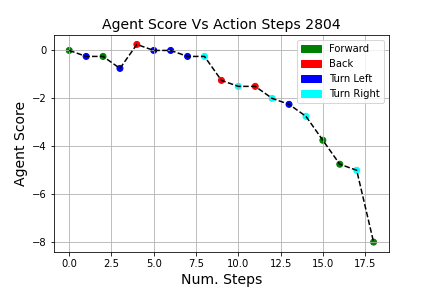 Agent Score Vs Action Steps 2804
Agent Score
0
−2
−4
−6
−8
Forward
Back
Turn Left
Turn Right
0.0 2.5 5.0 7.5 10.0 12.5 15.0 17.5
Num. Steps